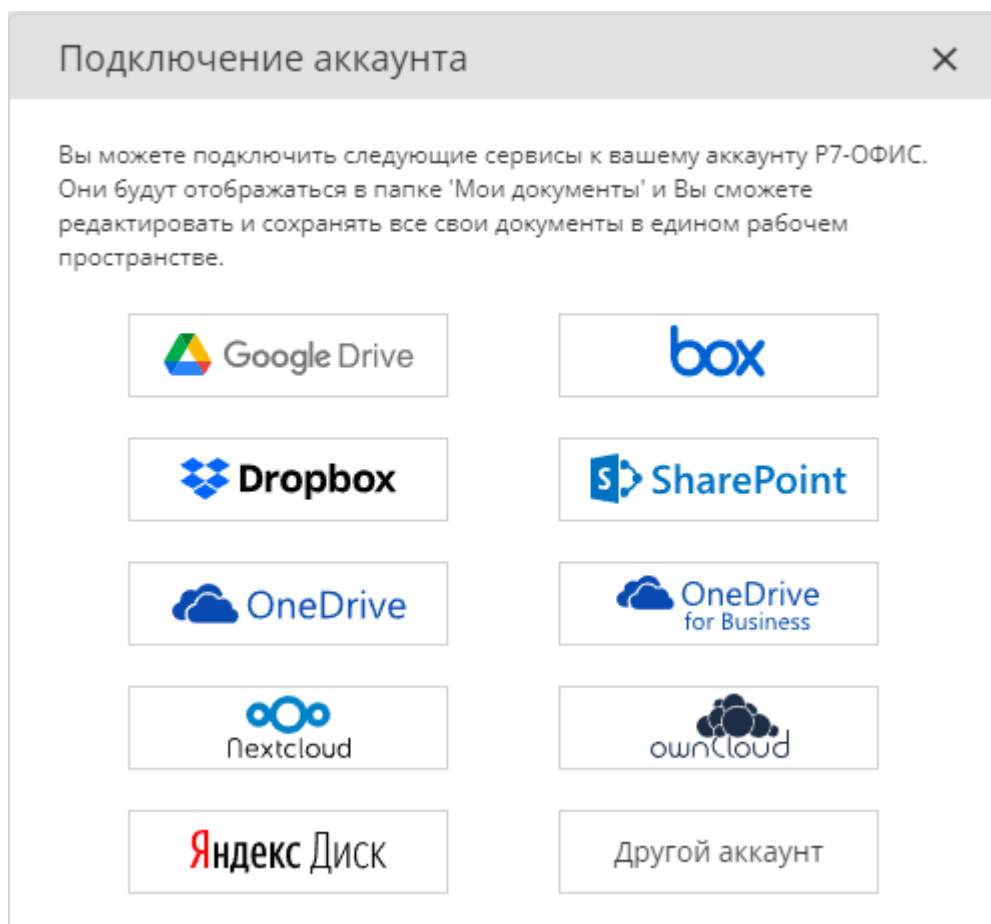 Подключение аккаунта
Вы можете подключить следующие сервисы к вашему аккаунту Р7-ОФИС.
Они будут отображаться в папке 'Мои документы' и Вы сможете
редактировать и сохранять все свои документы в едином рабочем
пространстве.
Google Drive
box
Dropbox
S SharePoint
OneDrive
OneDrive
for Business
Nextcloud
ownCloud
Яндекс Диск
Другой аккаунт